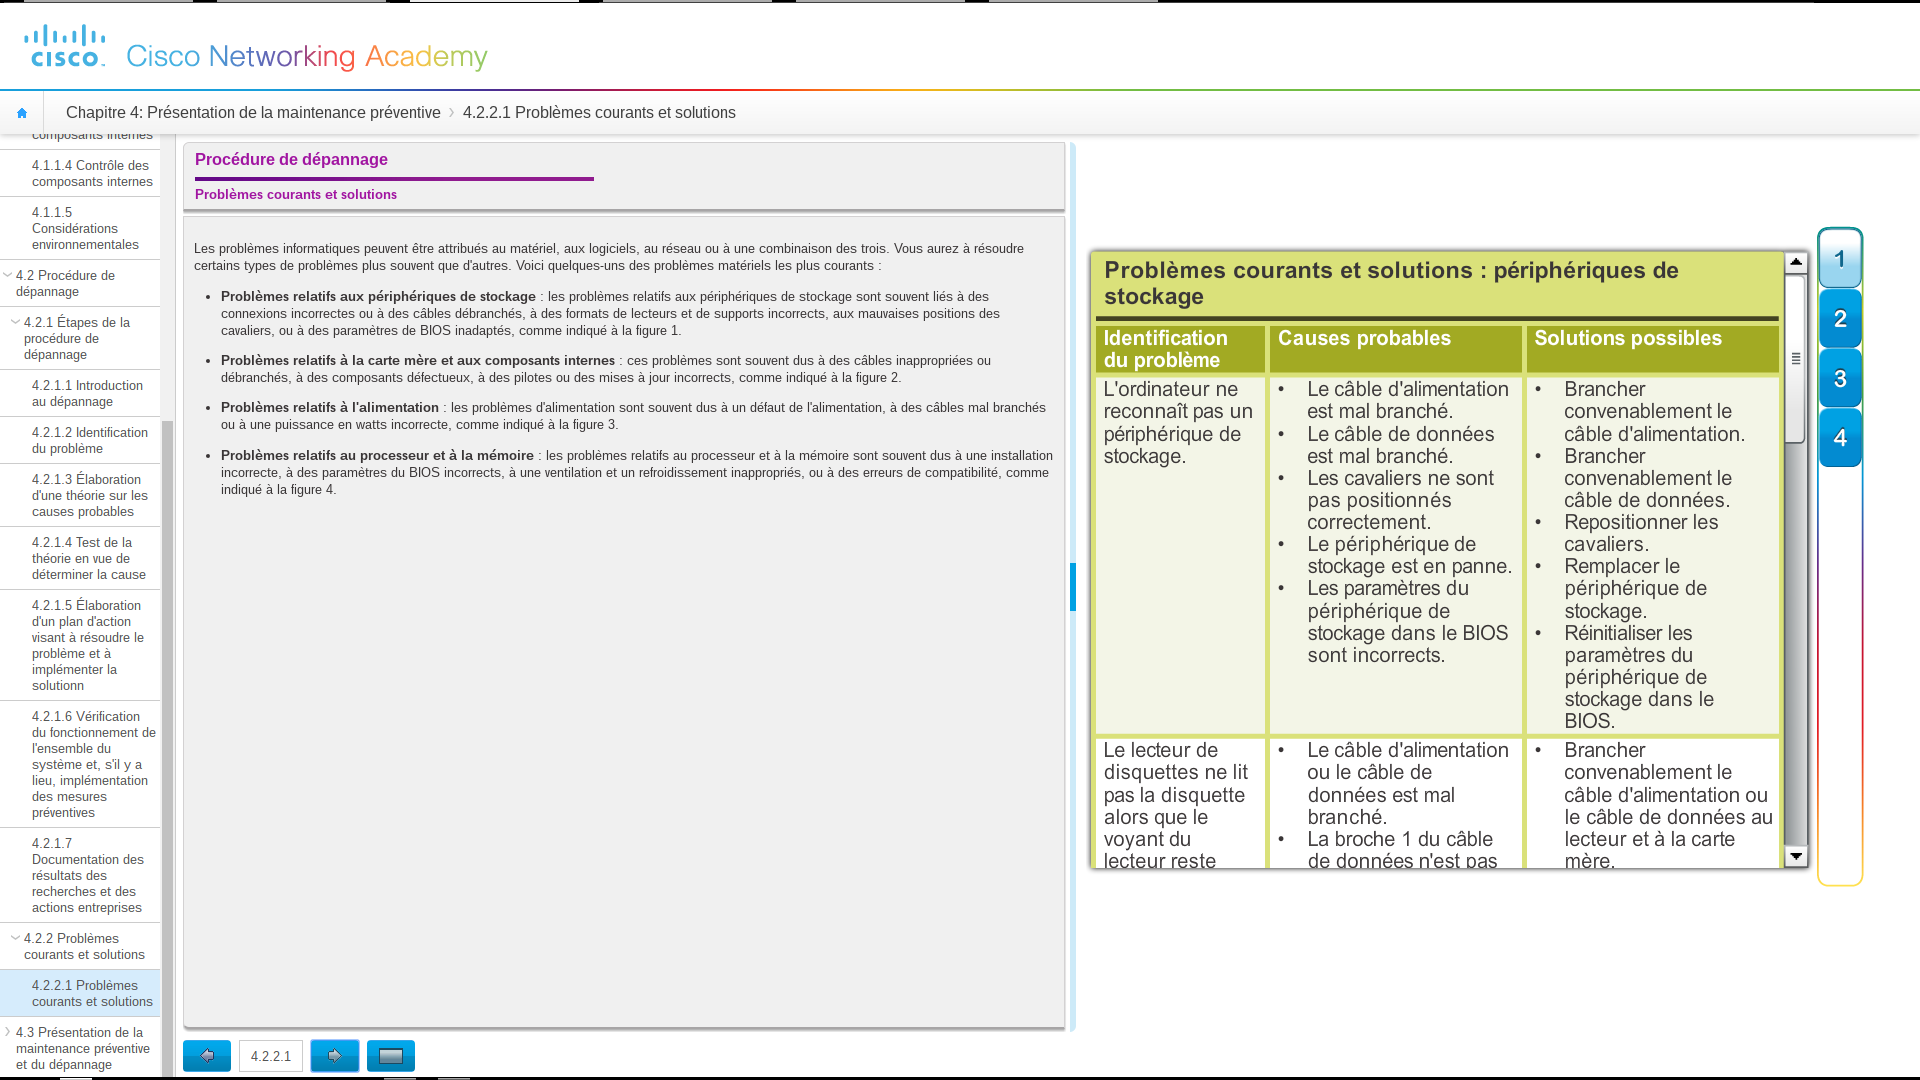 CISCO Cisco Networking Academy
Chapitre 4: Présentation de la maintenance préventive 4.2.2.1 Problèmes courants et solutions
composants internes
4.1.1.4 Contrôle des
composants internes
4.1.1.5
Considérations
environnementales
4.2 Procédure de
dépannage
4.2.1 Étapes de la
procédure de
dépannage
4.2.1.1 Introduction
au dépannage
4.2.1.2 Identification
du problème
4.2.1.3 Élaboration
d'une théorie sur les
causes probables
4.2.1.4 Test de la
théorie en vue de
déterminer la cause
4.2.1.5 Élaboration
d'un plan d'action
visant à résoudre le
problème et à
implémenter la
solutionn
4.2.1.6 Vérification
du fonctionnement de
l'ensemble du
système et, s'il y a
lieu, implémentation
des mesures
préventives
4.2.1.7
Documentation des
résultats des
recherches et des
actions entreprises
4.2.2 Problèmes
courants et solutions
4.2.2.1 Problèmes
courants et solutions
4.3 Présentation de la
maintenance préventive
et du dépannage
Procédure de dépannage
Problèmes courants et solutions
Les problèmes informatiques peuvent être attribués au matériel, aux logiciels, au réseau ou à une combinaison des trois. Vous aurez à résoudre
certains types de problèmes plus souvent que d'autres. Voici quelques-uns des problèmes matériels les plus courants :
• Problèmes relatifs aux périphériques de stockage : les problèmes relatifs aux périphériques de stockage sont souvent liés à des
connexions incorrectes ou à des câbles débranchés, à des formats de lecteurs et de supports incorrects, aux mauvaises positions des
cavaliers, ou à des paramètres de BIOS inadaptés, comme indiqué à la figure 1.
• Problèmes relatifs à la carte mère et aux composants internes : ces problèmes sont souvent dus à des câbles inappropriées ou
débranchés, à des composants défectueux, à des pilotes ou des mises à jour incorrects, comme indiqué à la figure 2.
• Problèmes relatifs à l'alimentation : les problèmes d'alimentation sont souvent dus à un défaut de l'alimentation, à des câbles mal branchés
ou à une puissance en watts incorrecte, comme indiqué à la figure 3.
• Problèmes relatifs au processeur et à la mémoire : les problèmes relatifs au processeur et à la mémoire sont souvent dus à une installation
incorrecte, à des paramètres du BIOS incorrects, à une ventilation et un refroidissement inappropriés, ou à des erreurs de compatibilité, comme
indiqué à la figure 4.
4.2.2.1
Problèmes courants et solutions : périphériques de
stockage
Identification
du problème
Causes probables
Solutions possibles
L'ordinateur ne
reconnaît pas un
périphérique de
stockage.
• Le câble d'alimentation
est mal branché.
• Le câble de données
est mal branché.
• Les cavaliers ne sont
pas positionnés
correctement.
• Le périphérique de
stockage est en panne.
• Les paramètres du
périphérique de
stockage dans le BIOS
sont incorrects.
• Brancher
convenablement le
câble d'alimentation.
• Brancher
convenablement le
câble de données.
• Repositionner les
cavaliers.
• Remplacer le
périphérique de
stockage.
• Réinitialiser les
paramètres du
périphérique de
stockage dans le
BIOS.
Le lecteur de
disquettes ne lit
pas la disquette
alors que le
voyant du
lecteur reste
• Le câble d'alimentation
ou le câble de
données est mal
branché.
• La broche 1 du câble
de données n'est pas
• Brancher
convenablement le
câble d'alimentation ou
le câble de données au
lecteur et à la carte
mère.
1
2
3
4